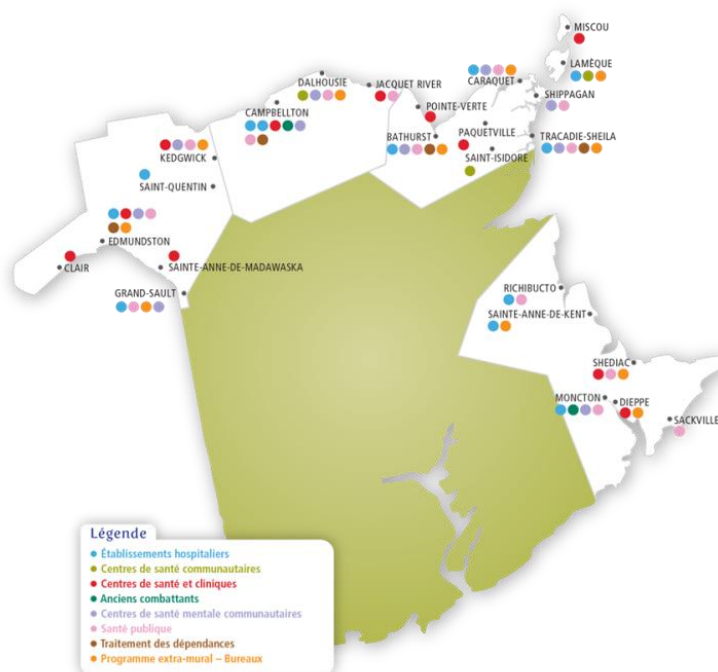 MISCOU
LAMÈQUE
DALHOUSIE
JACQUET RIVER
CARAQUET
SHIPPAGAN
CAMPBELLTON
POINTE-VERTE
BATHURST
PAQUETVILLE
TRACADIE-SHEILA
SAINT-ISIDORE
KEDGWICK
SAINT-QUENTIN
EDMUNDSTON
CLAIR
SAINTE-ANNE-DE-MADAWASKA
GRAND-SAULT
RICHIBUCTO
SAINTE-ANNE-DE-KENT
SHEDIAC
MONCTON
DIEPPE
SACKVILLE
Légende
Établissements hospitaliers
Centres de santé communautaires
Centres de santé et cliniques
Anciens combattants
Centres de santé mentale communautaires
Santé publique
Traitement des dépendances
Programme extra-mural – Bureaux